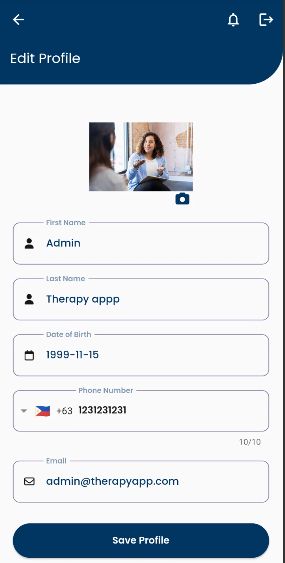 Edit Profile
First Name
Admin
Last Name
Therapy appp
Date of Birth
1999-11-15
Phone Number
+63 1231231231
10/10
Email
admin@therapyapp.com
Save Profile